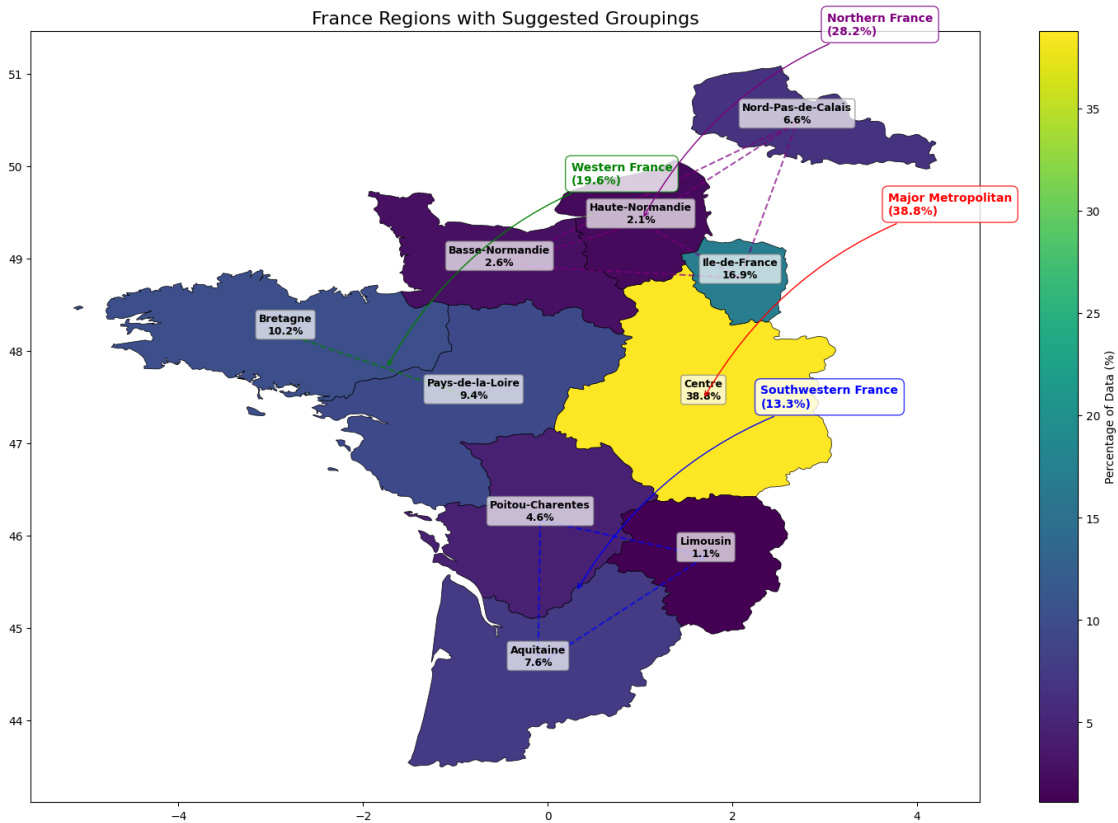 France Regions with Suggested Groupings
Northern France
(28.2%)
Nord-Pas-de-Calais
6.6%
Western France
(19.6%)
Major Metropolitan
(38.8%)
Haute-Normandie
2.1%
Basse-Normandie
2.6%
Ile-de-France
16.9%
Bretagne
10.2%
Pays-de-la-Loire
9.4%
Centre
38.8%
Southwestern France
(13.3%)
Poitou-Charentes
4.6%
Limousin
1.1%
Aquitaine
7.6%
51
50
49
48
47
46
45
44
−4
−2
0
2
4
35
30
25
20
15
10
5
Percentage of Data (%)